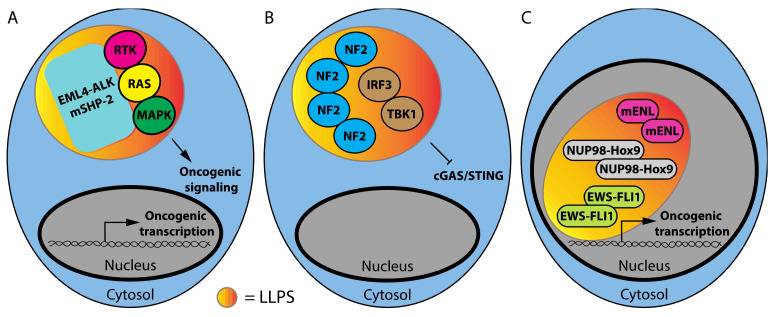 A
RTK
EML4-ALK
mSHP-2
RAS
MAPK
Oncogenic
signaling
Oncogenic
transcription
Nucleus
Cytosol
B
NF2
NF2
IRF3
NF2
TBK1
NF2
cGAS/STING
Nucleus
Cytosol
C
mENL
mENL
NUP98-Hox9
NUP98-Hox9
EWS-FLI1
EWS-FLI1
Oncogenic
transcription
Nucleus
Cytosol
= LLPS